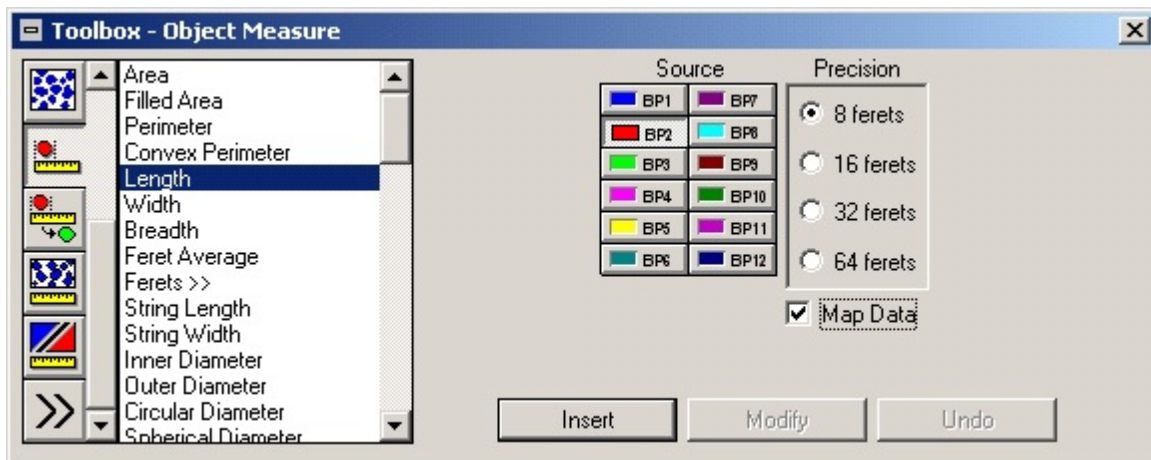 Toolbox - Object Measure
Area
Filled Area
Perimeter
Convex Perimeter
Length
Width
Breadth
Feret Average
Ferets >>
String Length
String Width
Inner Diameter
Outer Diameter
Circular Diameter
Spherical Diameter
Source
BP1 BP7
BP2 BP8
BP3 BP9
BP4 BP10
BP5 BP11
BP6 BP12
Precision
8 ferets
16 ferets
32 ferets
64 ferets
Map Data
Insert Modify Undo